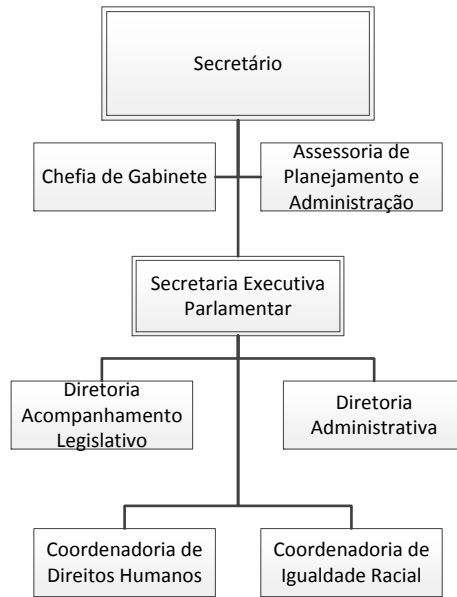 Secretário
Chefia de Gabinete
Assessoria de
Planejamento e
Administração
Secretaria Executiva
Parlamentar
Diretoria
Acompanhamento
Legislativo
Diretoria
Administrativa
Coordenadoria de
Direitos Humanos
Coordenadoria de
Igualdade Racial